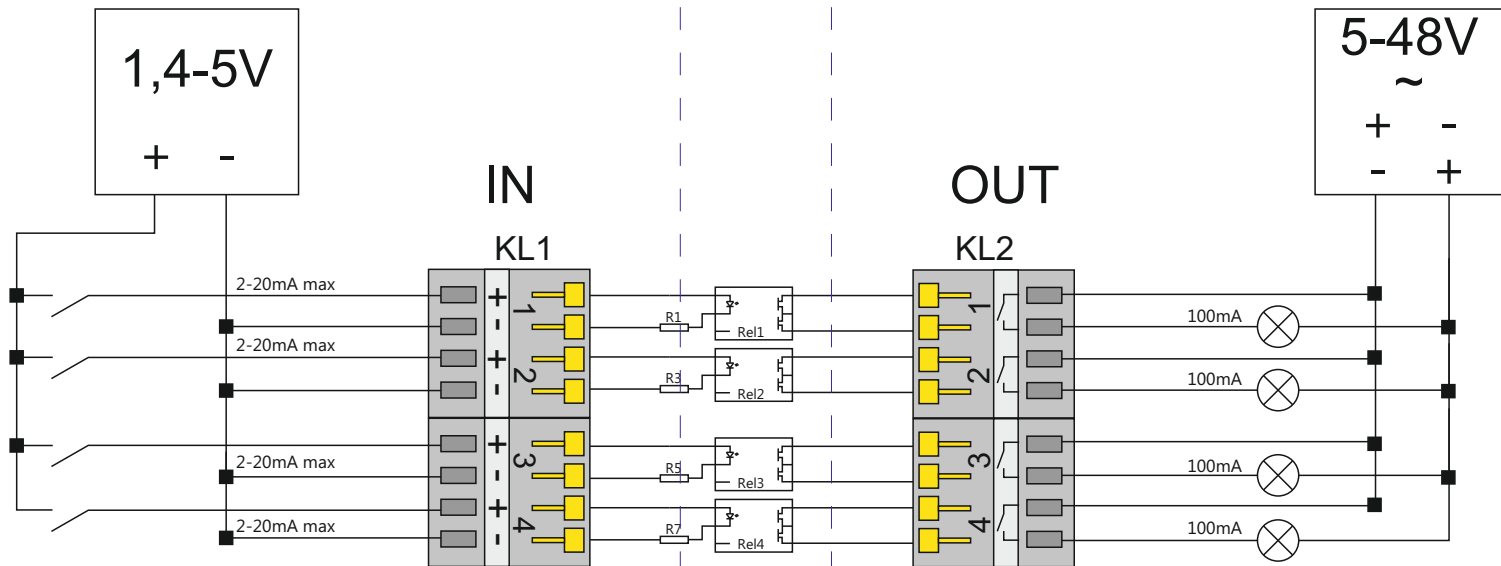 1,4-5V
+ -
5-48V
~
+ -
- +
IN
OUT
KL1
KL2
2-20mA max
+
1
-
R1
Rel1
1
100mA
2-20mA max
+
2
-
R3
Rel2
2
100mA
2-20mA max
+
3
-
R5
Rel3
3
100mA
2-20mA max
+
4
-
R7
Rel4
4
100mA